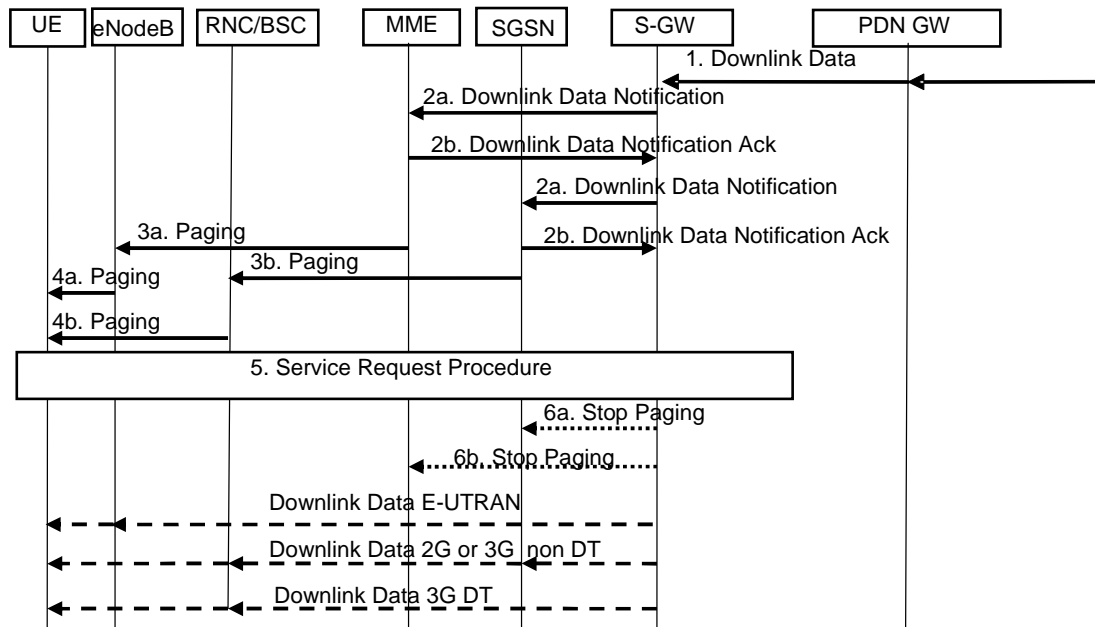 UE
eNodeB
RNC/BSC
MME
SGSN
S-GW
PDN GW
1. Downlink Data
2a. Downlink Data Notification
2b. Downlink Data Notification Ack
2a. Downlink Data Notification
3a. Paging
2b. Downlink Data Notification Ack
3b. Paging
4a. Paging
4b. Paging
5. Service Request Procedure
6a. Stop Paging
6b. Stop Paging
Downlink Data E-UTRAN
Downlink Data 2G or 3G non DT
Downlink Data 3G DT